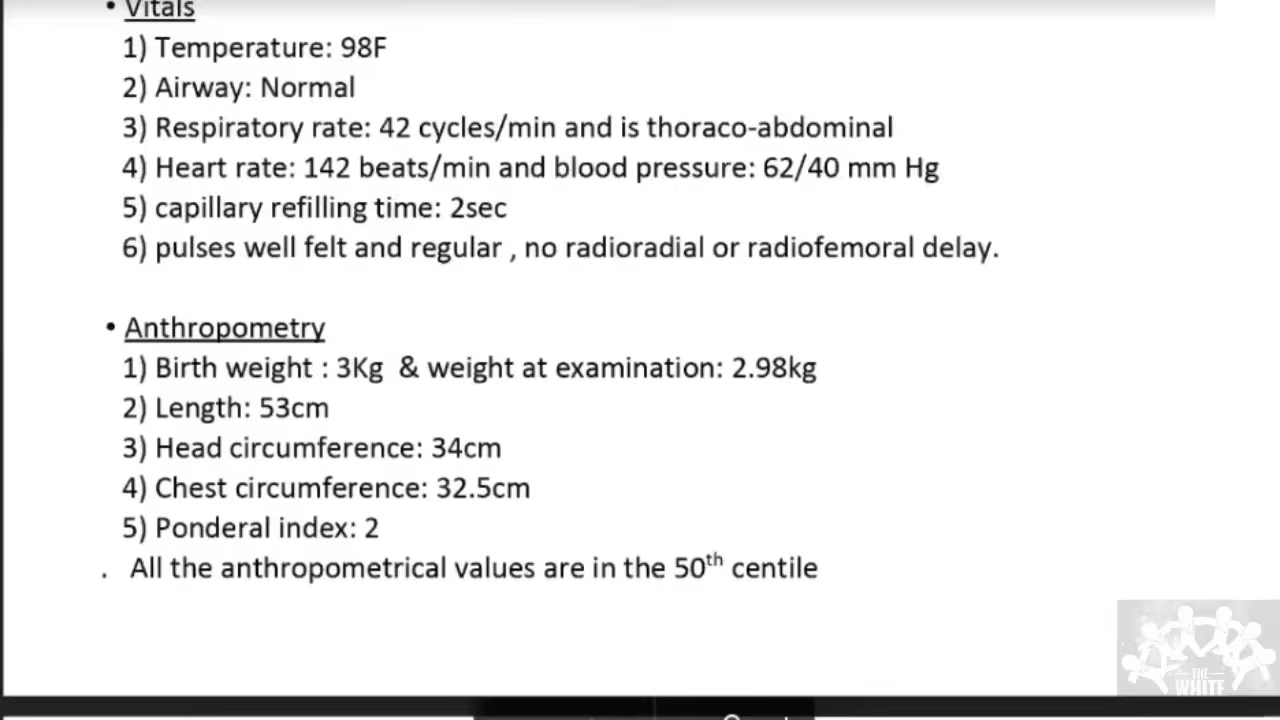 • Vitals
1) Temperature: 98F
2) Airway: Normal
3) Respiratory rate: 42 cycles/min and is thoraco-abdominal
4) Heart rate: 142 beats/min and blood pressure: 62/40 mm Hg
5) capillary refilling time: 2sec
6) pulses well felt and regular , no radioradial or radiofemoral delay.
• Anthropometry
1) Birth weight : 3Kg & weight at examination: 2.98kg
2) Length: 53cm
3) Head circumference: 34cm
4) Chest circumference: 32.5cm
5) Ponderal index: 2
. All the anthropometrical values are in the 50th centile
THE
WHITE